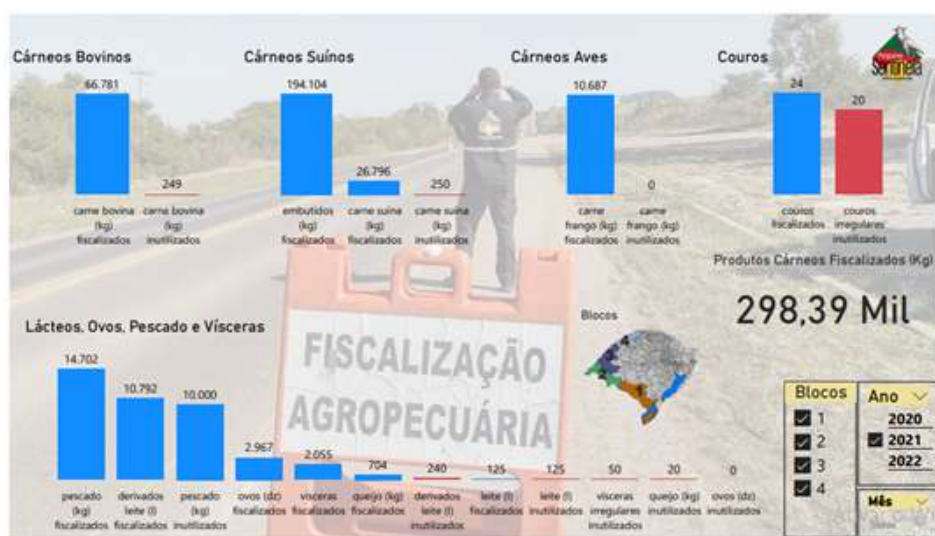 Cárneos Bovinos
66.781
249
carne bovina (kg) fiscalizados
carne bovina (kg) inutilizados
Cárneos Suínos
194.104
26.796
250
embutidos (kg) fiscalizados
carne suína (kg) fiscalizados
carne suína (kg) inutilizados
Cárneos Aves
10.687
0
carne frango (kg) fiscalizados
carne frango (kg) inutilizados
Couros
24
20
couros fiscalizados
couros irregulares inutilizados
Sentinela
Produtos Cárneos Fiscalizados (Kg)
298,39 Mil
Lácteos, Ovos, Pescado e Vísceras
14.702
10.792
10.000
2.967
2.055
704
240
125
125
50
20
0
pescado (kg) fiscalizados
derivados leite (l) fiscalizados
pescado (kg) inutilizados
ovos (dz) fiscalizados
vísceras fiscalizados
queijo (kg) fiscalizados
derivados leite (l) inutilizados
leite (l) fiscalizados
leite (l) inutilizados
vísceras irregulares inutilizados
queijo (kg) inutilizados
ovos (dz) inutilizados
FISCALIZAÇÃO
AGROPECUÁRIA
Blocos
Blocos
1
2
3
4
Ano
2020
2021
2022
Mês